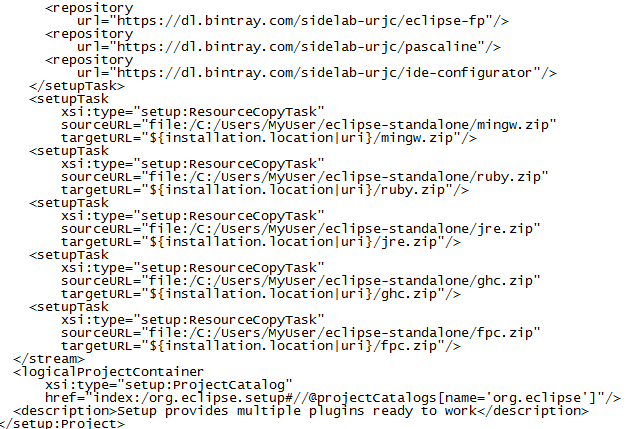 <repository
url="https://dl.bintray.com/sidelab-urjc/eclipse-fp"/>
<repository
url="https://dl.bintray.com/sidelab-urjc/pascaline"/>
<repository
url="https://dl.bintray.com/sidelab-urjc/ide-configurator"/>
</setupTask>
<setupTask
xsi:type="setup:ResourceCopyTask"
sourceURL="file:/C:/Users/MyUser/eclipse-standalone/mingw.zip"
targetURL="${installation.location|uri}/mingw.zip"/>
<setupTask
xsi:type="setup:ResourceCopyTask"
sourceURL="file:/C:/Users/MyUser/eclipse-standalone/ruby.zip"
targetURL="${installation.location|uri}/ruby.zip"/>
<setupTask
xsi:type="setup:ResourceCopyTask"
sourceURL="file:/C:/Users/MyUser/eclipse-standalone/jre.zip"
targetURL="${installation.location|uri}/jre.zip"/>
<setupTask
xsi:type="setup:ResourceCopyTask"
sourceURL="file:/C:/Users/MyUser/eclipse-standalone/ghc.zip"
targetURL="${installation.location|uri}/ghc.zip"/>
<setupTask
xsi:type="setup:ResourceCopyTask"
sourceURL="file:/C:/Users/MyUser/eclipse-standalone/fpc.zip"
targetURL="${installation.location|uri}/fpc.zip"/>
</stream>
<logicalProjectContainer
xsi:type="setup:ProjectCatalog"
href="index:/org.eclipse.setup#//@projectCatalogs[name='org.eclipse']"/>
<description>Setup provides multiple plugins ready to work</description>
</setup:Project>